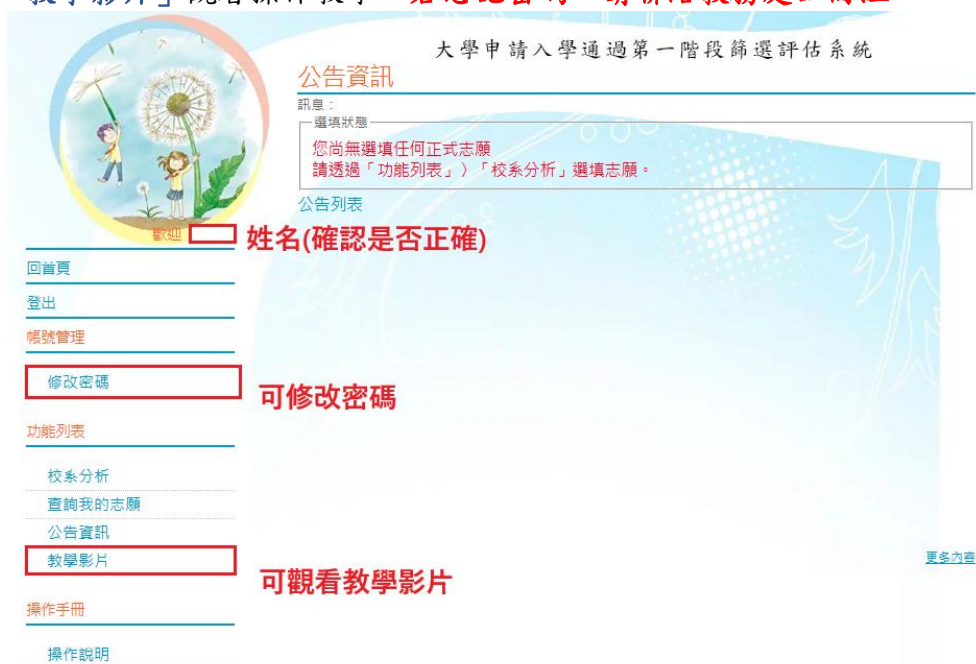 大學申請入學通過第一階段篩選評估系統
公告資訊
訊息：
選填狀態
您尚無選填任何正式志願
請透過「功能列表」〉「校系分析」選填志願。
公告列表
歡迎
姓名(確認是否正確)
回首頁
登出
帳號管理
修改密碼
可修改密碼
功能列表
校系分析
查詢我的志願
公告資訊
教學影片
更多內容
可觀看教學影片
操作手冊
操作說明